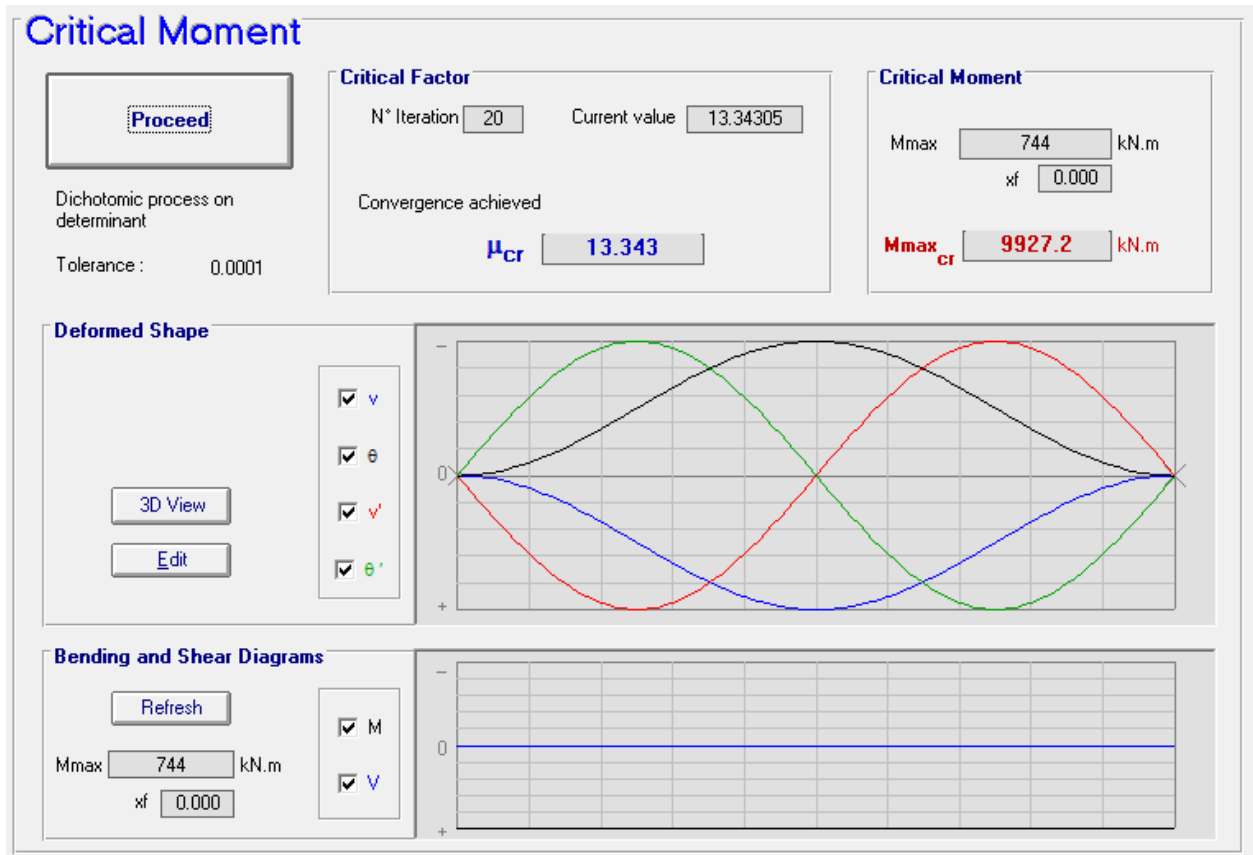 Critical Moment
Proceed
Dichotomic process on
determinant
Tolerance : 0.0001
Critical Factor
N° Iteration 20 Current value 13.34305
Convergence achieved
μcr 13.343
Critical Moment
Mmax 744 kN.m
xf 0.000
Mmaxcr 9927.2 kN.m
Deformed Shape
v
θ
v'
θ'
3D View
Edit
−
0
+
Bending and Shear Diagrams
Refresh
Mmax 744 kN.m
xf 0.000
M
V
−
0
+